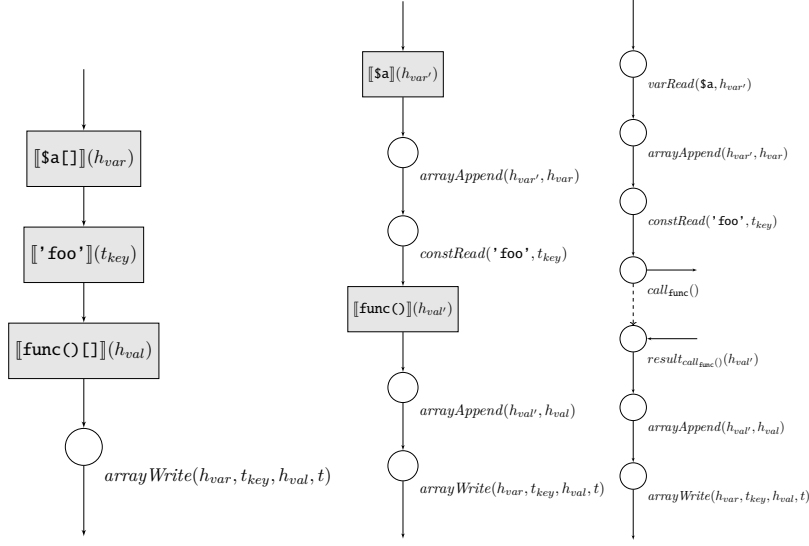 ⟦$a[]⟧(h_var)
⟦'foo'⟧(t_key)
⟦func()[]⟧(h_val)
arrayWrite(h_var, t_key, h_val, t)
⟦$a⟧(h_var′)
arrayAppend(h_var′, h_var)
constRead('foo', t_key)
⟦func()⟧(h_val′)
arrayAppend(h_val′, h_val)
arrayWrite(h_var, t_key, h_val, t)
varRead($a, h_var′)
arrayAppend(h_var′, h_var)
constRead('foo', t_key)
call_func()
result_call_func()(h_val′)
arrayAppend(h_val′, h_val)
arrayWrite(h_var, t_key, h_val, t)